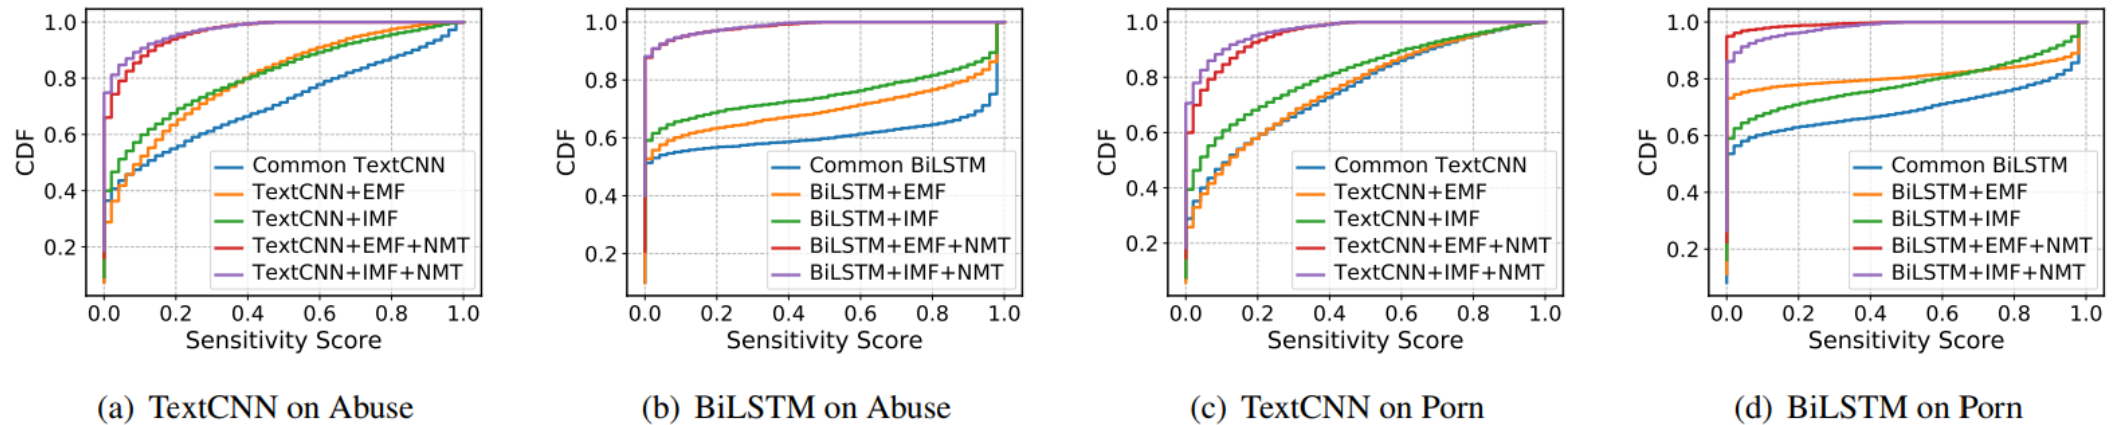 CDF
1.0
0.8
0.6
0.4
0.2
Common TextCNN
TextCNN+EMF
TextCNN+IMF
TextCNN+EMF+NMT
TextCNN+IMF+NMT
0.0 0.2 0.4 0.6 0.8 1.0
Sensitivity Score
(a) TextCNN on Abuse
CDF
1.0
0.8
0.6
0.4
0.2
Common BiLSTM
BiLSTM+EMF
BiLSTM+IMF
BiLSTM+EMF+NMT
BiLSTM+IMF+NMT
0.0 0.2 0.4 0.6 0.8 1.0
Sensitivity Score
(b) BiLSTM on Abuse
CDF
1.0
0.8
0.6
0.4
0.2
Common TextCNN
TextCNN+EMF
TextCNN+IMF
TextCNN+EMF+NMT
TextCNN+IMF+NMT
0.0 0.2 0.4 0.6 0.8 1.0
Sensitivity Score
(c) TextCNN on Porn
CDF
1.0
0.8
0.6
0.4
0.2
Common BiLSTM
BiLSTM+EMF
BiLSTM+IMF
BiLSTM+EMF+NMT
BiLSTM+IMF+NMT
0.0 0.2 0.4 0.6 0.8 1.0
Sensitivity Score
(d) BiLSTM on Porn